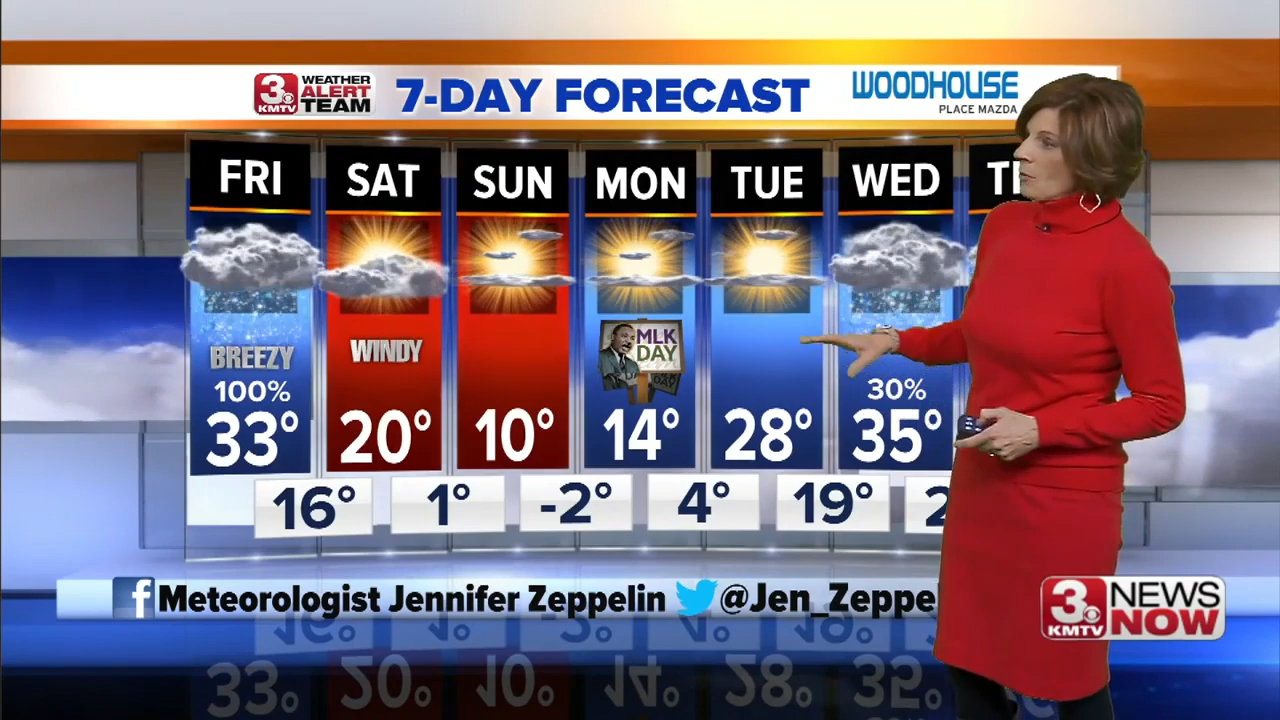 3 KMTV WEATHER ALERT TEAM
7-DAY FORECAST
WOODHOUSE
PLACE MAZDA
FRI SAT SUN MON TUE WED
MLK DAY
BREEZY WINDY
100% 30%
33° 20° 10° 14° 28° 35°
16° 1° -2° 4° 19° 2
f Meteorologist Jennifer Zeppelin @Jen_Zeppe
3 KMTV NEWS NOW